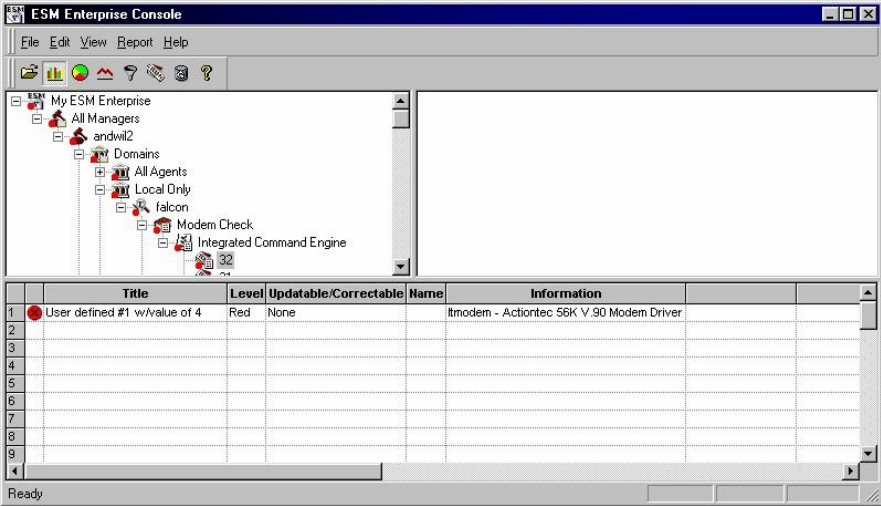 ESM ESM Enterprise Console
File Edit View Report Help
ESM My ESM Enterprise
All Managers
andwil2
Domains
All Agents
Local Only
falcon
Modem Check
Integrated Command Engine
32
Title Level Updatable/Correctable Name Information
1 User defined #1 w/value of 4 Red None ltmodem - Actiontec 56K V.90 Modem Driver
2
3
4
5
6
7
8
9
Ready